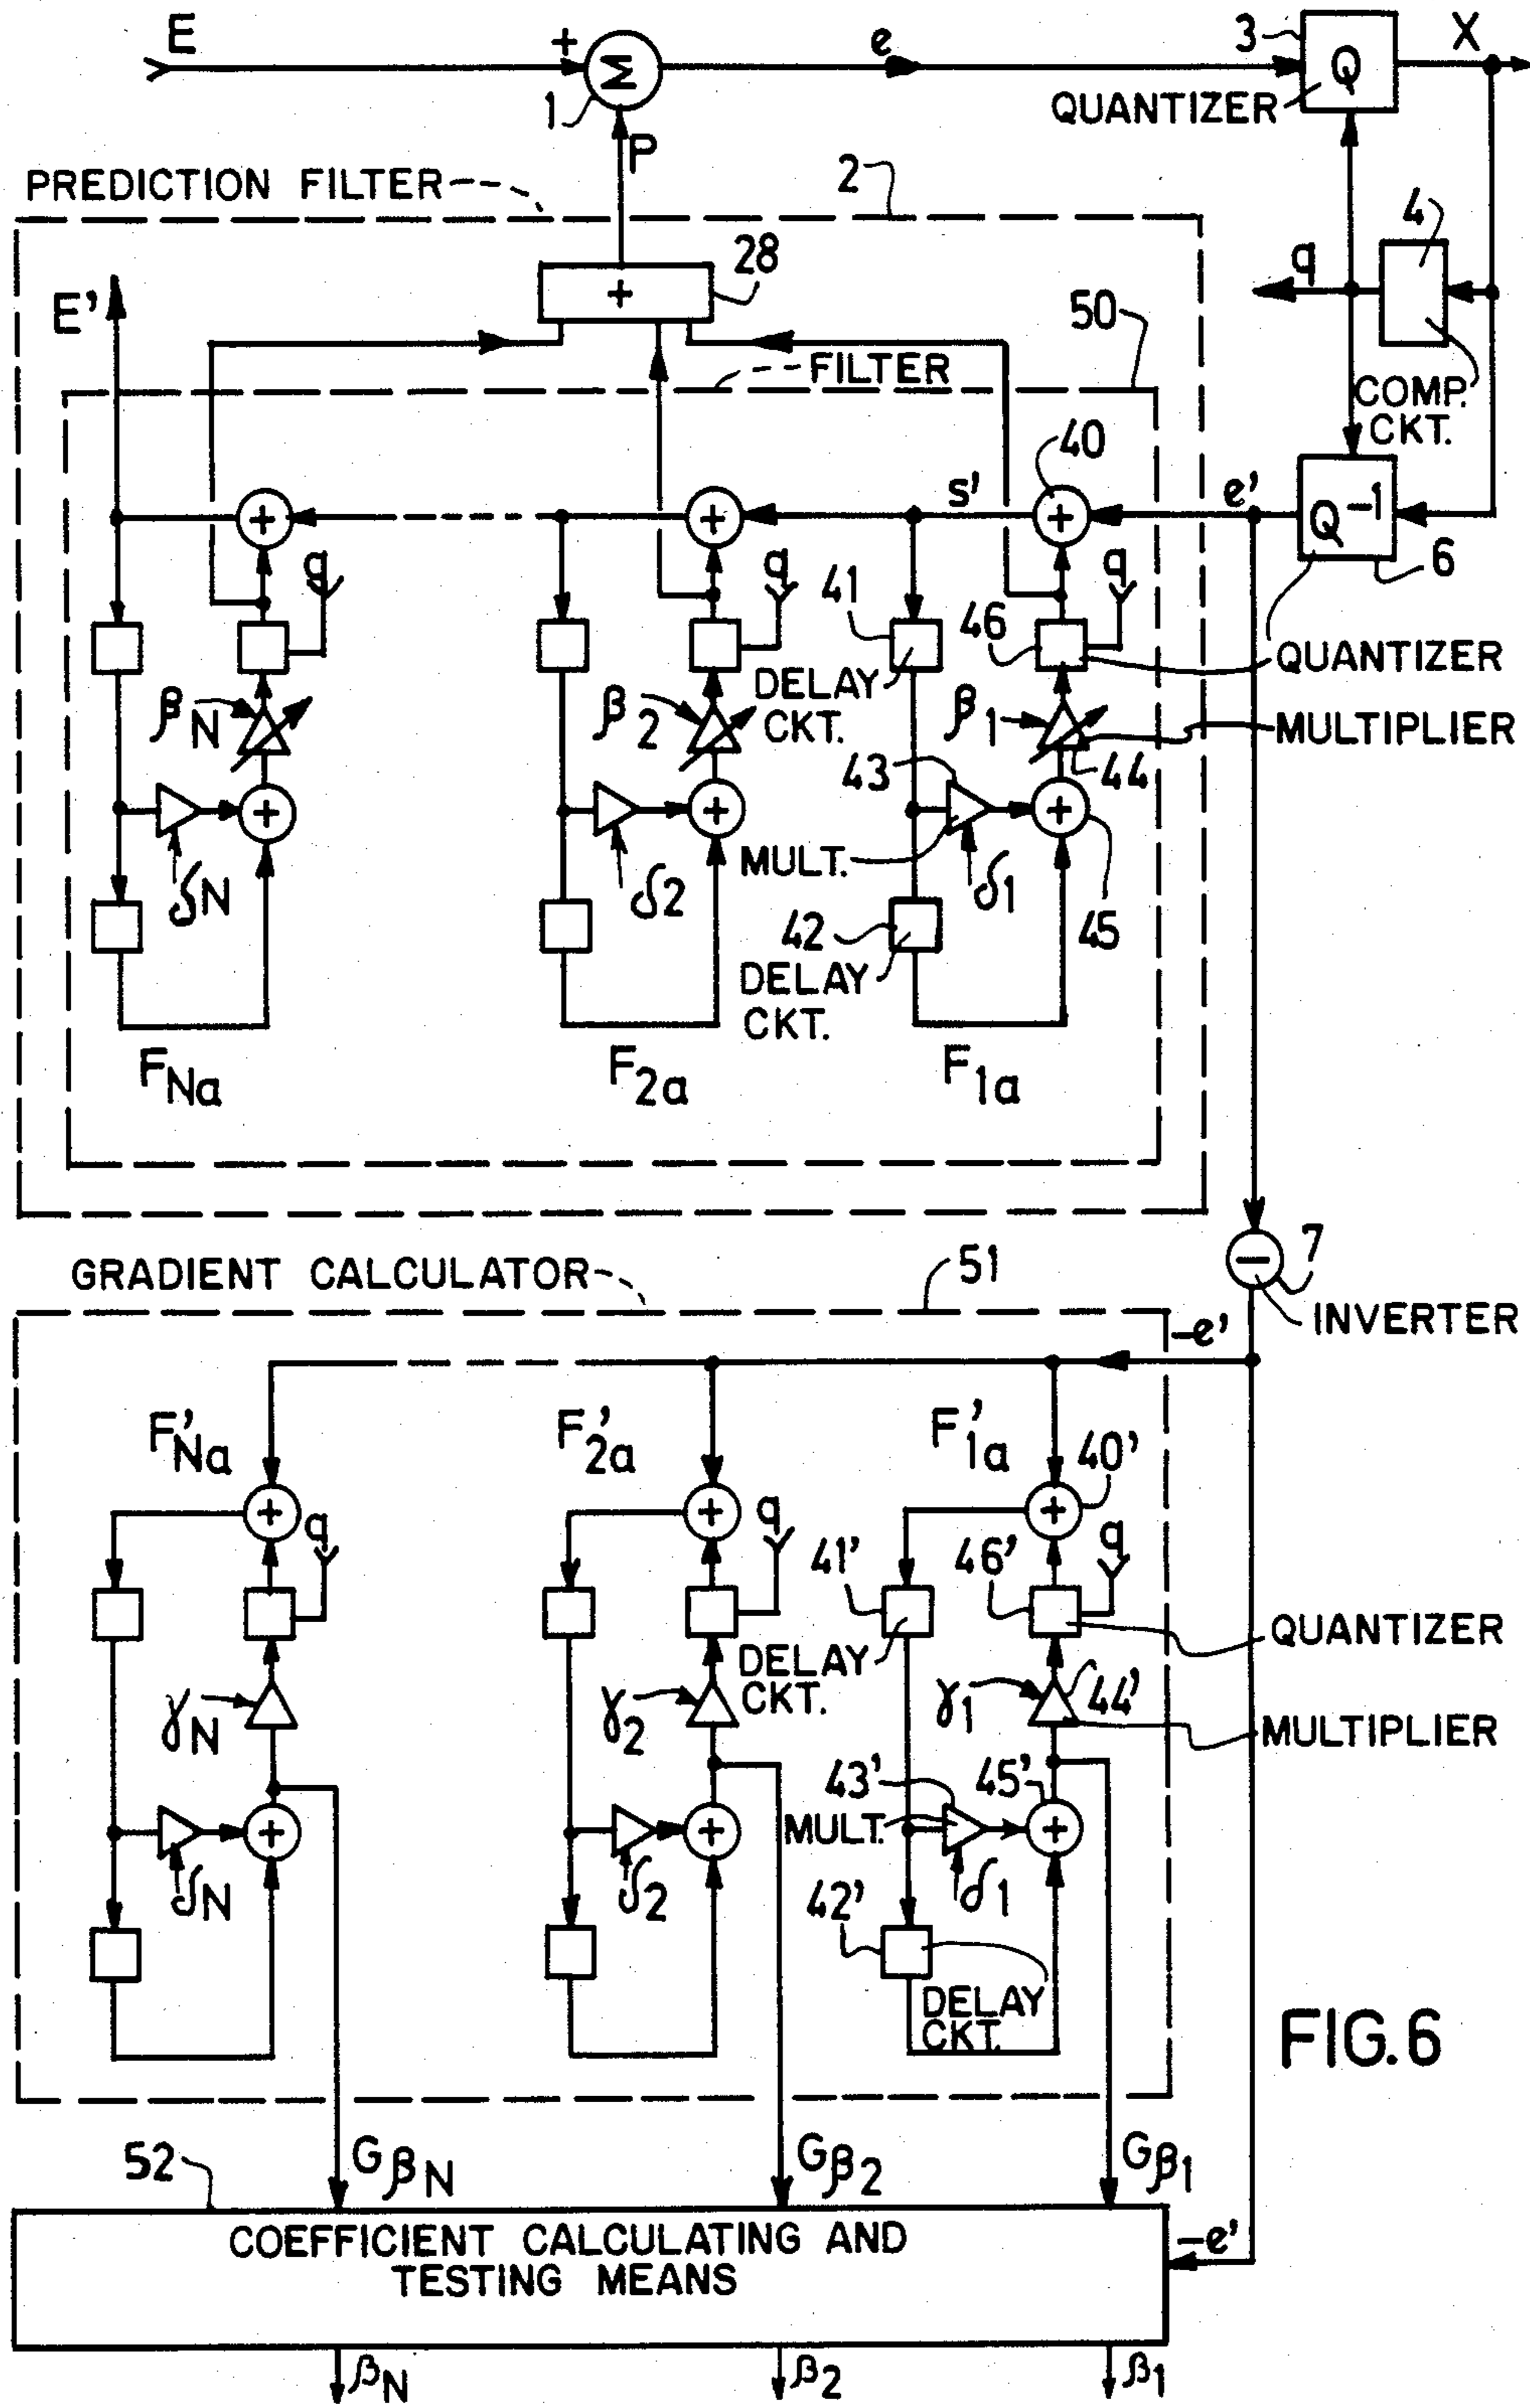 E
+
Σ
1
e
3
Q
X
QUANTIZER
P
PREDICTION FILTER
2
4
q
28
+
E'
50
FILTER
COMP.
CKT.
40
+
+
s'
+
e'
Q-1
6
q
q
41
46
q
QUANTIZER
DELAY
CKT.
βN
β2
β1
MULTIPLIER
43
44
+
+
+
MULT.
δN
δ2
δ1
42
45
DELAY
CKT.
FNa
F2a
F1a
7
−
GRADIENT CALCULATOR
51
INVERTER
-e'
F'Na
F'2a
F'1a
40'
+
+
+
q
q
41'
46'
q
QUANTIZER
DELAY
CKT.
γN
γ2
γ1
44'
MULTIPLIER
43'
45'
+
+
MULT.
+
δN
δ2
δ1
42'
DELAY
CKT.
FIG.6
52
GβN
Gβ2
Gβ1
COEFFICIENT CALCULATING AND
TESTING MEANS
-e'
βN
β2
β1